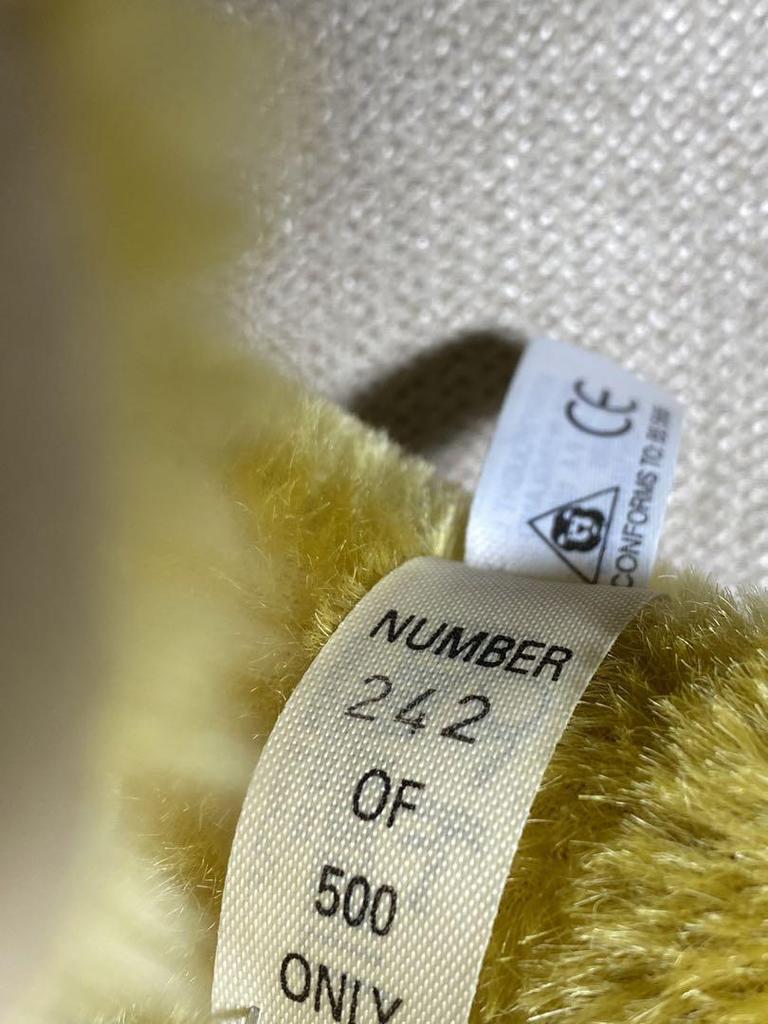 CE
CONFORMS TO
NUMBER
242
OF
500
ONLY